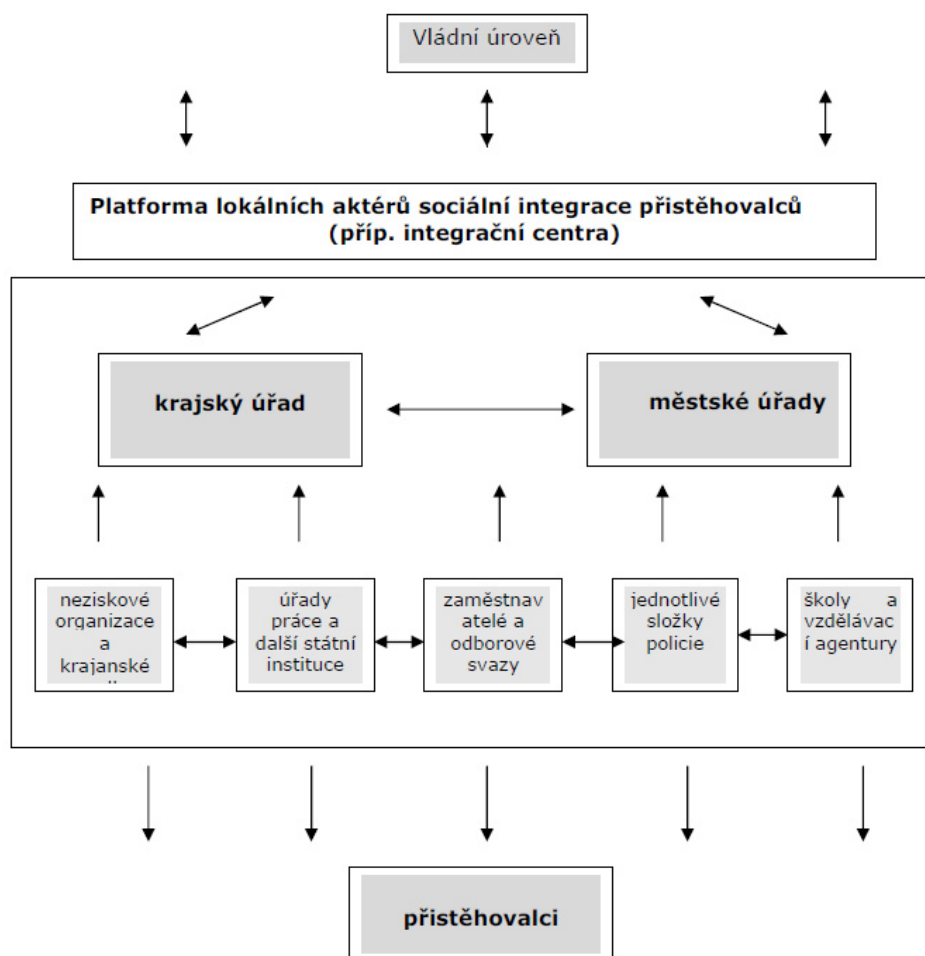 Vládní úroveň
Platforma lokálních aktérů sociální integrace přistěhovalců
(příp. integrační centra)
krajský úřad
městské úřady
neziskové
organizace
a
krajanské
úřady
práce a
další státní
instituce
zaměstnav
atelé a
odborové
svazy
jednotlivé
složky
policie
školy a
vzdělávac
í agentury
přistěhovalci